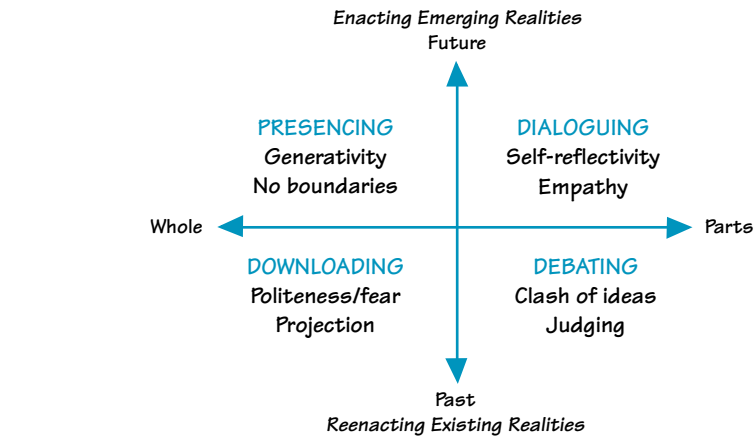 Enacting Emerging Realities
Future
PRESENCING
Generativity
No boundaries
DIALOGUING
Self-reflectivity
Empathy
Whole
Parts
DOWNLOADING
Politeness/fear
Projection
DEBATING
Clash of ideas
Judging
Past
Reenacting Existing Realities